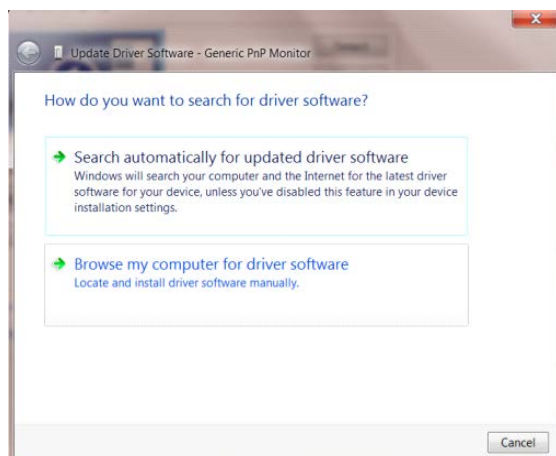 Update Driver Software - Generic PnP Monitor
How do you want to search for driver software?
Search automatically for updated driver software
Windows will search your computer and the Internet for the latest driver
software for your device, unless you've disabled this feature in your device
installation settings.
Browse my computer for driver software
Locate and install driver software manually.
Cancel